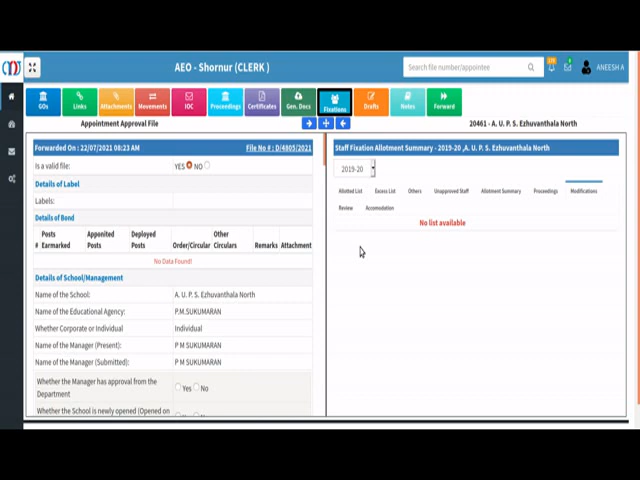 AEO - Shornur (CLERK )
Search file number/appointee
ANEESH A
GOs
Links
Attachments
Movements
IOC
Proceedings
Certificates
Gen. Docs
Fixations
Drafts
Notes
Forward
Appointment Approval File
20461 - A. U. P. S. Ezhuvanthala North
Forwarded On : 22/07/2021 08:23 AM
File No # : D/4805/2021
Is a valid file: YES NO
Details of Label
Labels:
Details of Bond
# Posts Earmarked Apponited Posts Deployed Posts Order/Circular Other Circulars Remarks Attachment
No Data Found!
Details of School/Management
Name of the School: A. U. P. S. Ezhuvanthala North
Name of the Educational Agency: P.M.SUKUMARAN
Whether Corporate or Individual Individual
Name of the Manager (Present): P M SUKUMARAN
Name of the Manager (Submitted): P M SUKUMARAN
Whether the Manager has approval from the
Department
Yes No
Whether the School is newly opened (Opened on
Staff Fixation Allotment Summary - 2019-20 ,A. U. P. S. Ezhuvanthala North
2019-20
Allotted List Excess List Others Unapproved Staff Allotment Summary Proceedings Modifications
Review Accomodation
No list available